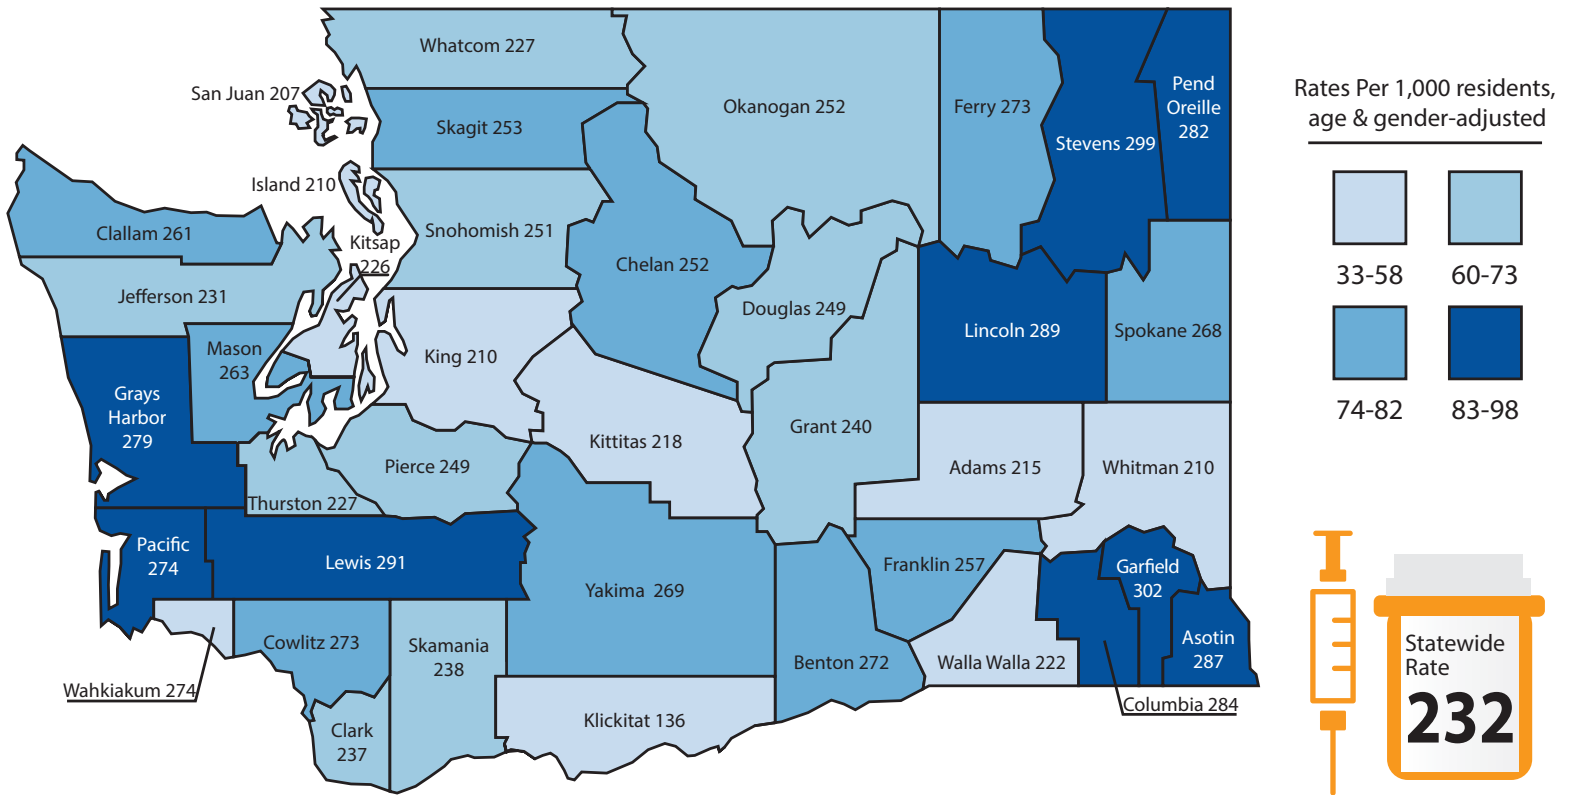 Whatcom 227
San Juan 207
Skagit 253
Okanogan 252
Ferry 273
Stevens 299
Pend
Oreille
282
Island 210
Clallam 261
Snohomish 251
Kitsap
226
Chelan 252
Jefferson 231
Douglas 249
Lincoln 289
Spokane 268
Mason
263
King 210
Grays
Harbor
279
Kittitas 218
Grant 240
Adams 215
Whitman 210
Pierce 249
Thurston 227
Pacific
274
Lewis 291
Yakima 269
Franklin 257
Garfield
302
Cowlitz 273
Skamania
238
Benton 272
Walla Walla 222
Asotin
287
Wahkiakum 274
Columbia 284
Klickitat 136
Clark
237
Rates Per 1,000 residents,
age & gender-adjusted
33-58
60-73
74-82
83-98
Statewide
Rate
232